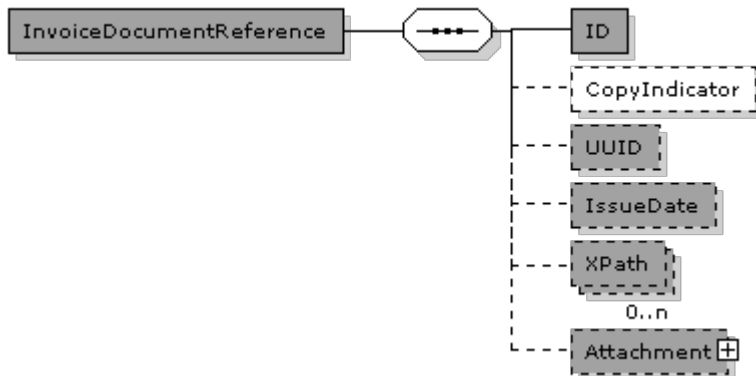 InvoiceDocumentReference
ID
CopyIndicator
UUID
IssueDate
XPath
0..n
Attachment